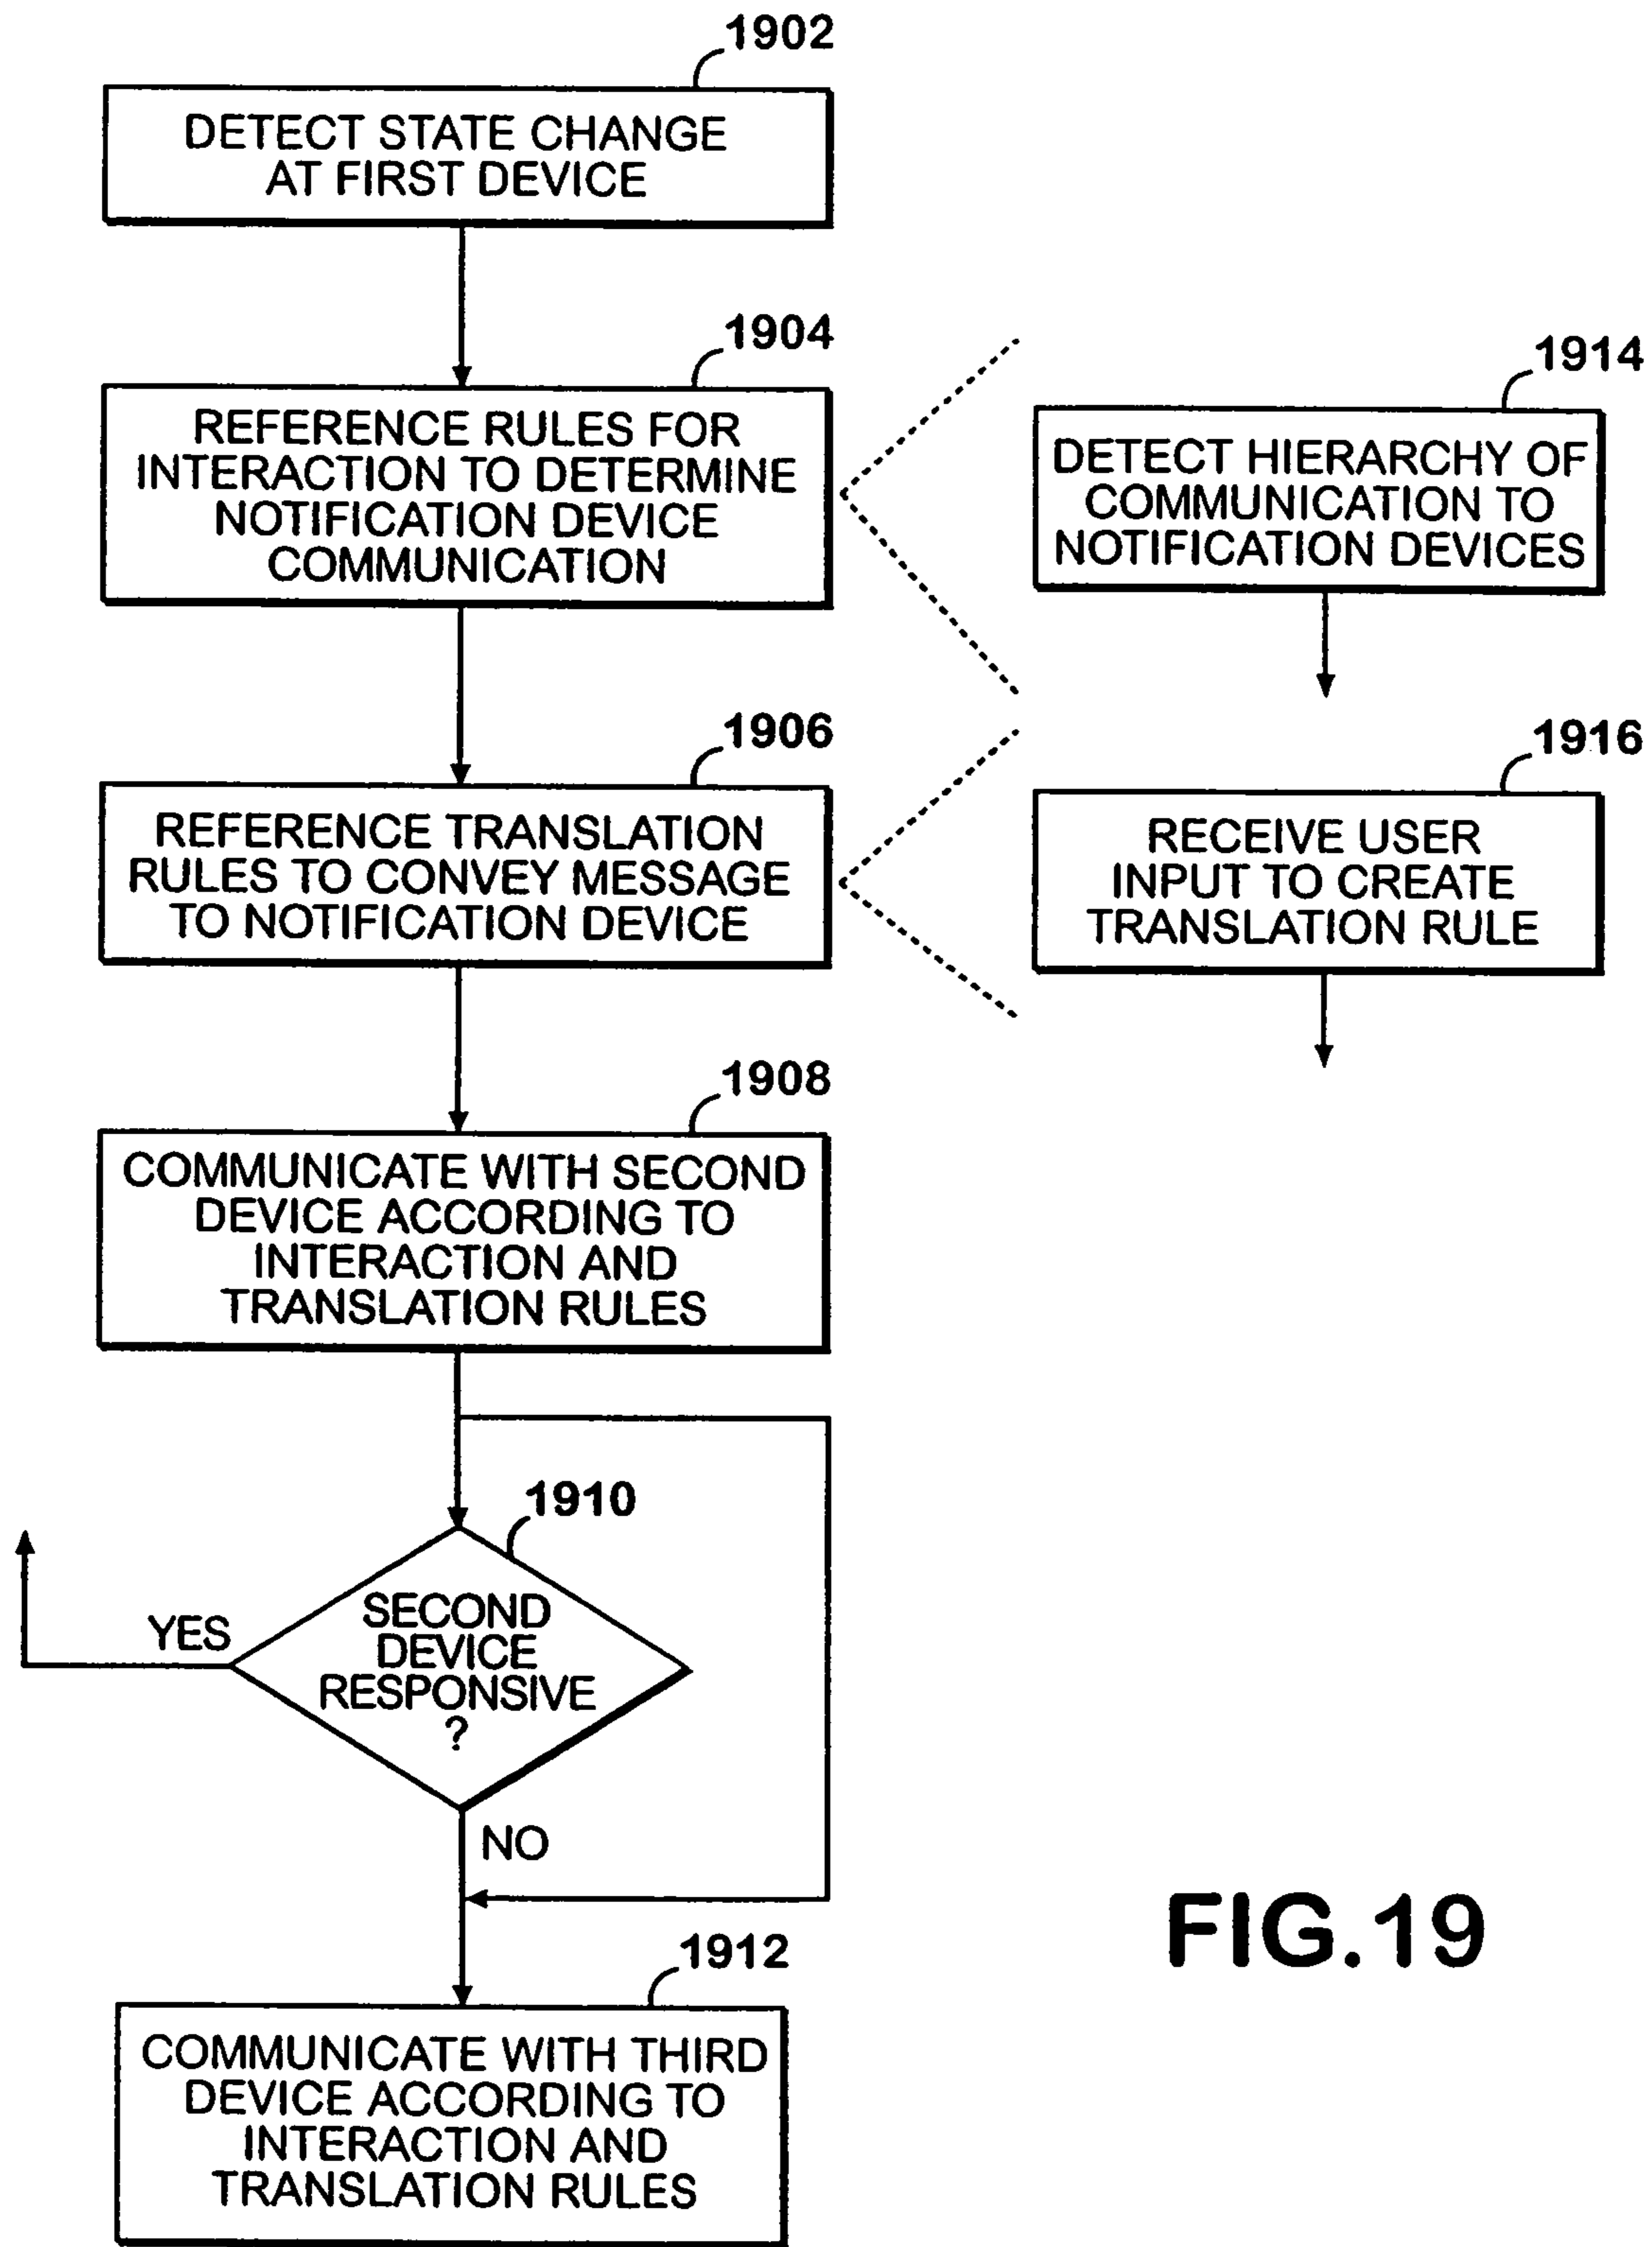 1902
DETECT STATE CHANGE
AT FIRST DEVICE
1904
REFERENCE RULES FOR
INTERACTION TO DETERMINE
NOTIFICATION DEVICE
COMMUNICATION
1914
DETECT HIERARCHY OF
COMMUNICATION TO
NOTIFICATION DEVICES
1906
REFERENCE TRANSLATION
RULES TO CONVEY MESSAGE
TO NOTIFICATION DEVICE
1916
RECEIVE USER
INPUT TO CREATE
TRANSLATION RULE
1908
COMMUNICATE WITH SECOND
DEVICE ACCORDING TO
INTERACTION AND
TRANSLATION RULES
1910
SECOND
DEVICE
RESPONSIVE
?
YES
NO
1912
COMMUNICATE WITH THIRD
DEVICE ACCORDING TO
INTERACTION AND
TRANSLATION RULES
FIG.19